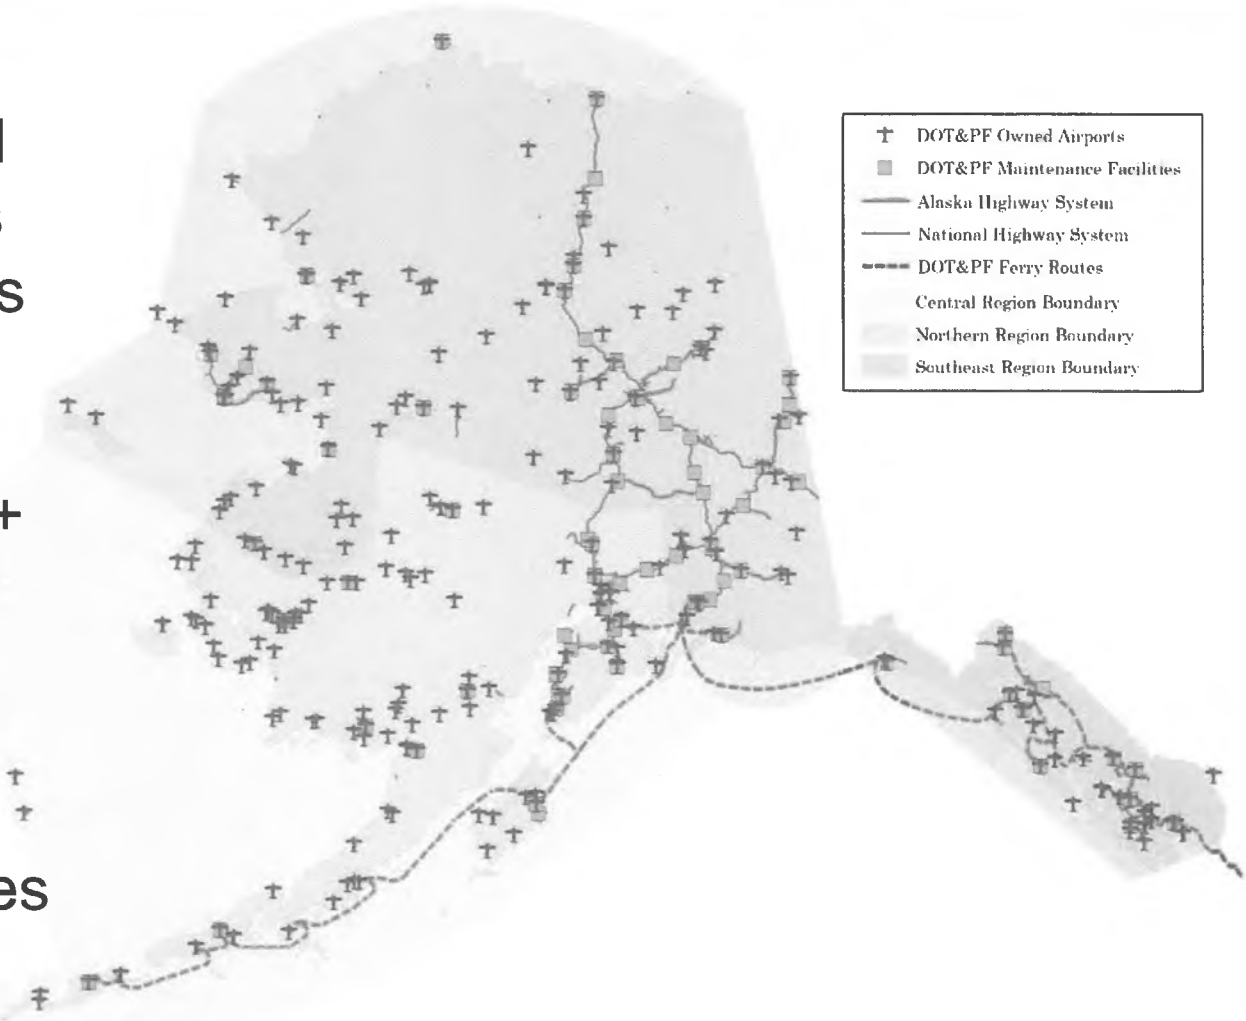 DOT&PF Owned Airports
DOT&PF Maintenance Facilities
Alaska Highway System
National Highway System
DOT&PF Ferry Routes
Central Region Boundary
Northern Region Boundary
Southeast Region Boundary
s
+
es